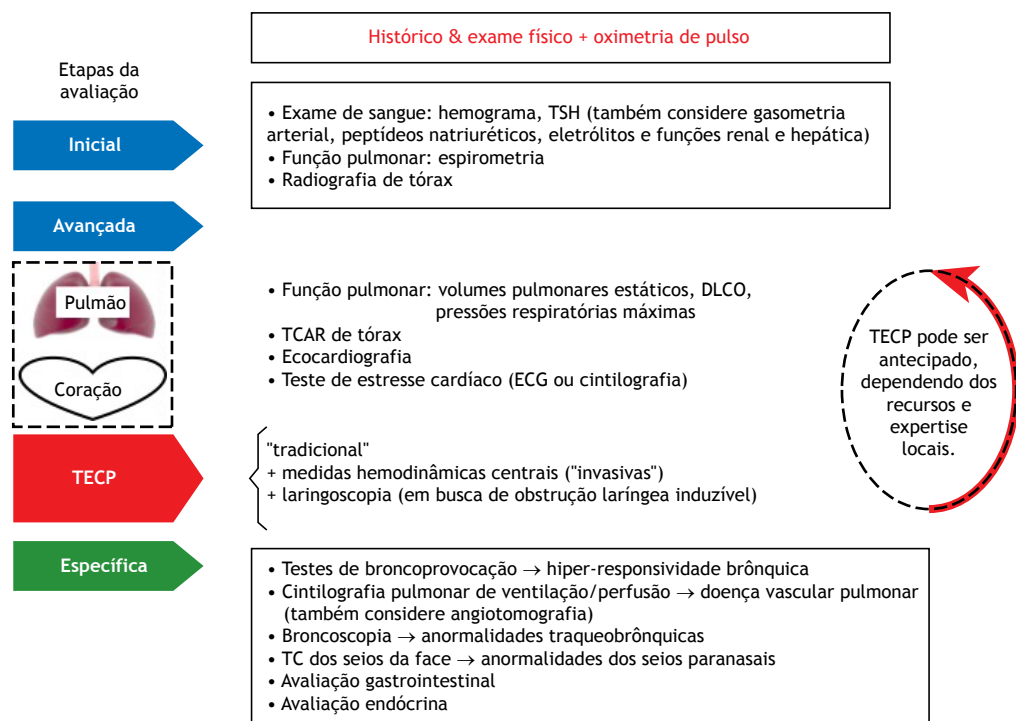 Histórico & exame físico + oximetria de pulso
Etapas da
avaliação
Inicial
• Exame de sangue: hemograma, TSH (também considere gasometria
arterial, peptídeos natriuréticos, eletrólitos e funções renal e hepática)
• Função pulmonar: espirometria
• Radiografia de tórax
Avançada
Pulmão
Coração
• Função pulmonar: volumes pulmonares estáticos, DLCO,
pressões respiratórias máximas
• TCAR de tórax
• Ecocardiografia
• Teste de estresse cardíaco (ECG ou cintilografia)
TECP pode ser
antecipado,
dependendo dos
recursos e
expertise
locais.
TECP
"tradicional"
+ medidas hemodinâmicas centrais ("invasivas")
+ laringoscopia (em busca de obstrução laríngea induzível)
Específica
• Testes de broncoprovocação → hiper-responsividade brônquica
• Cintilografia pulmonar de ventilação/perfusão → doença vascular pulmonar
(também considere angiotomografia)
• Broncoscopia → anormalidades traqueobrônquicas
• TC dos seios da face → anormalidades dos seios paranasais
• Avaliação gastrointestinal
• Avaliação endócrina